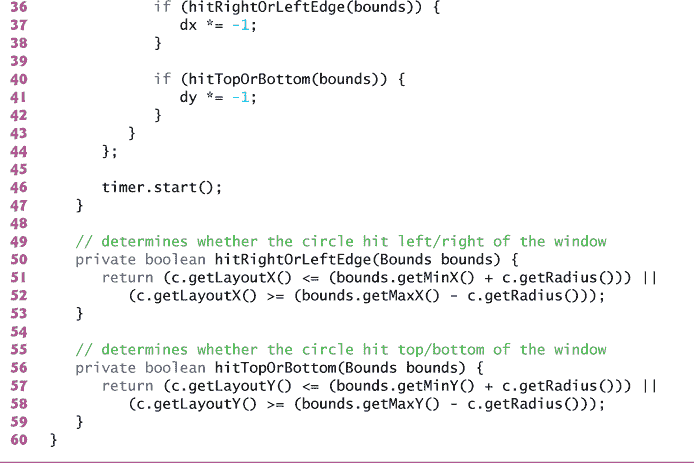 36 if (hitRightOrLeftEdge(bounds)) {
37 dx *= -1;
38 }
39
40 if (hitTopOrBottom(bounds)) {
41 dy *= -1;
42 }
43 }
44 };
45
46 timer.start();
47 }
48
49 // determines whether the circle hit left/right of the window
50 private boolean hitRightOrLeftEdge(Bounds bounds) {
51 return (c.getLayoutX() <= (bounds.getMinX() + c.getRadius())) ||
52 (c.getLayoutX() >= (bounds.getMaxX() - c.getRadius()));
53 }
54
55 // determines whether the circle hit top/bottom of the window
56 private boolean hitTopOrBottom(Bounds bounds) {
57 return (c.getLayoutY() <= (bounds.getMinY() + c.getRadius())) ||
58 (c.getLayoutY() >= (bounds.getMaxY() - c.getRadius()));
59 }
60 }